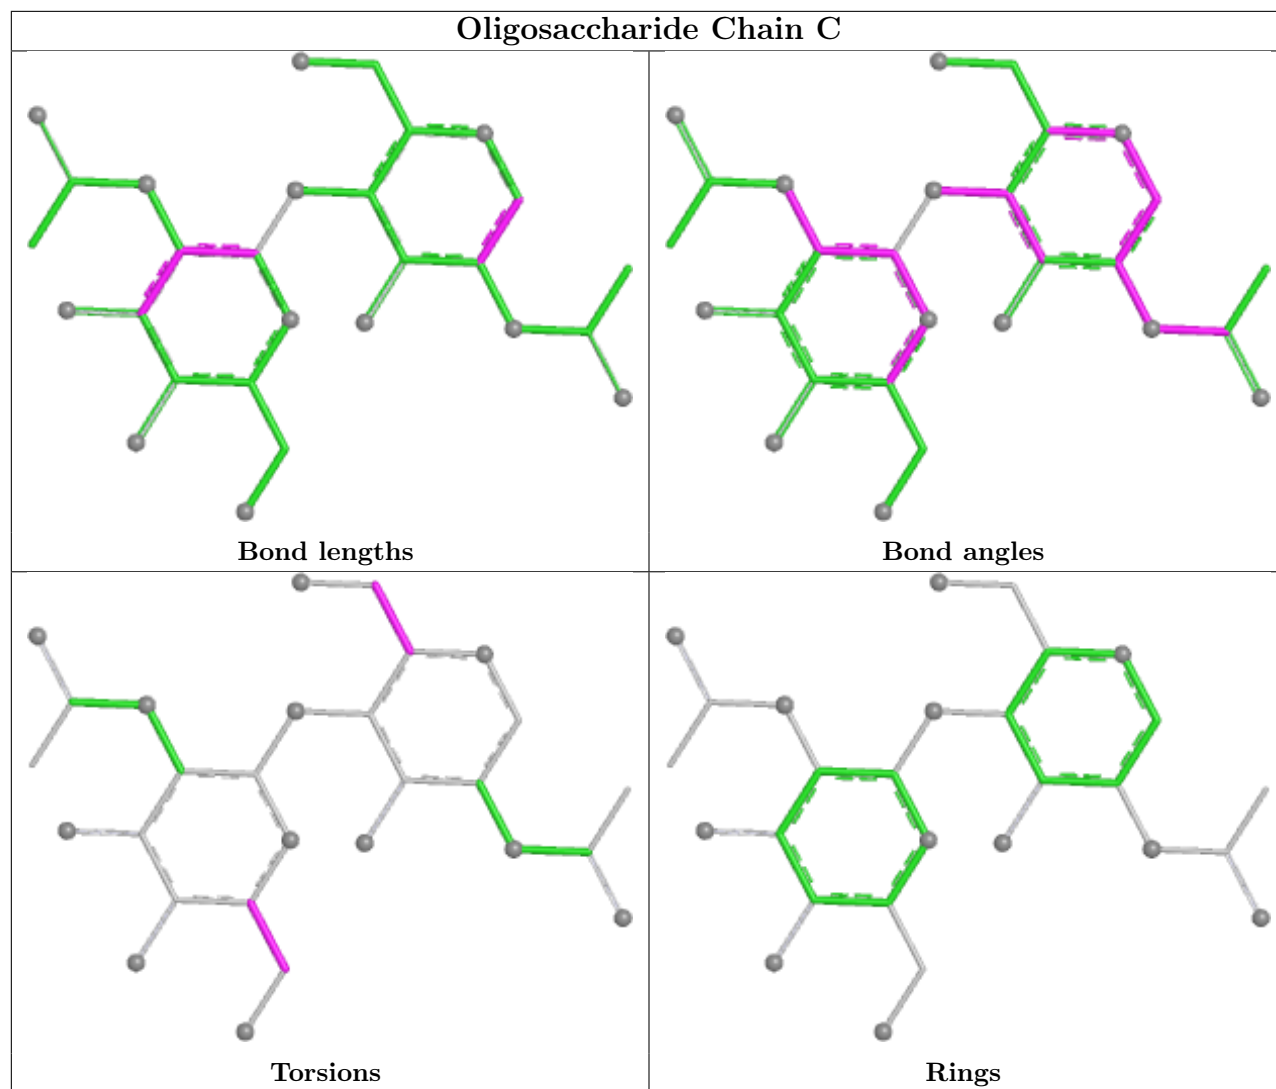 Oligosaccharide Chain C
Bond lengths
Bond angles
Torsions
Rings